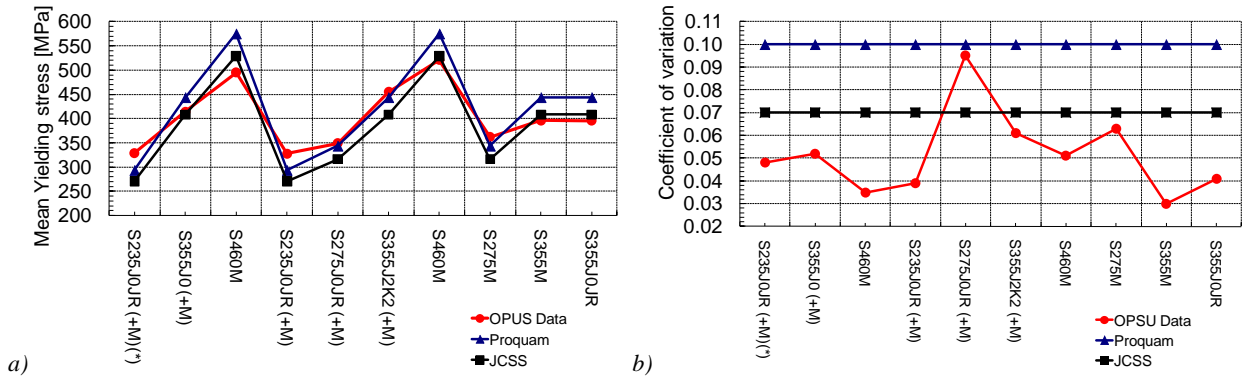 Mean Yielding stress [MPa]
600
550
500
450
400
350
300
250
200
S235J0JR (+M)(*)
S355J0 (+M)
S460M
S235J0JR (+M)
S275J0JR (+M)
S355J2K2 (+M)
S460M
S275M
S355M
S355J0JR
OPUS Data
Proquam
JCSS
a)
Coefficient of variation
0.11
0.10
0.09
0.08
0.07
0.06
0.05
0.04
0.03
0.02
S235J0JR (+M)(*)
S355J0 (+M)
S460M
S235J0JR (+M)
S275J0JR (+M)
S355J2K2 (+M)
S460M
S275M
S355M
S355J0JR
OPSU Data
Proquam
JCSS
b)